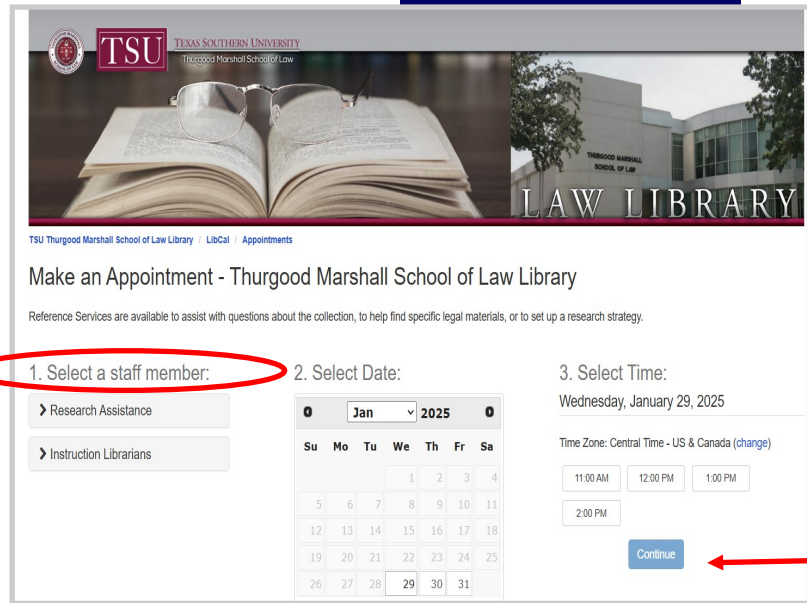 TSU
TEXAS SOUTHERN UNIVERSITY
Thurgood Marshall School of Law
THURGOOD MARSHALL
SCHOOL OF LAW
LAW LIBRARY
TSU Thurgood Marshall School of Law Library / LibCal / Appointments
Make an Appointment - Thurgood Marshall School of Law Library
Reference Services are available to assist with questions about the collection, to help find specific legal materials, or to set up a research strategy.
1. Select a staff member:
Research Assistance
Instruction Librarians
2. Select Date:
Jan 2025
Su Mo Tu We Th Fr Sa
1 2 3 4
5 6 7 8 9 10 11
12 13 14 15 16 17 18
19 20 21 22 23 24 25
26 27 28 29 30 31
3. Select Time:
Wednesday, January 29, 2025
Time Zone: Central Time - US & Canada (change)
11:00 AM 12:00 PM 1:00 PM
2:00 PM
Continue